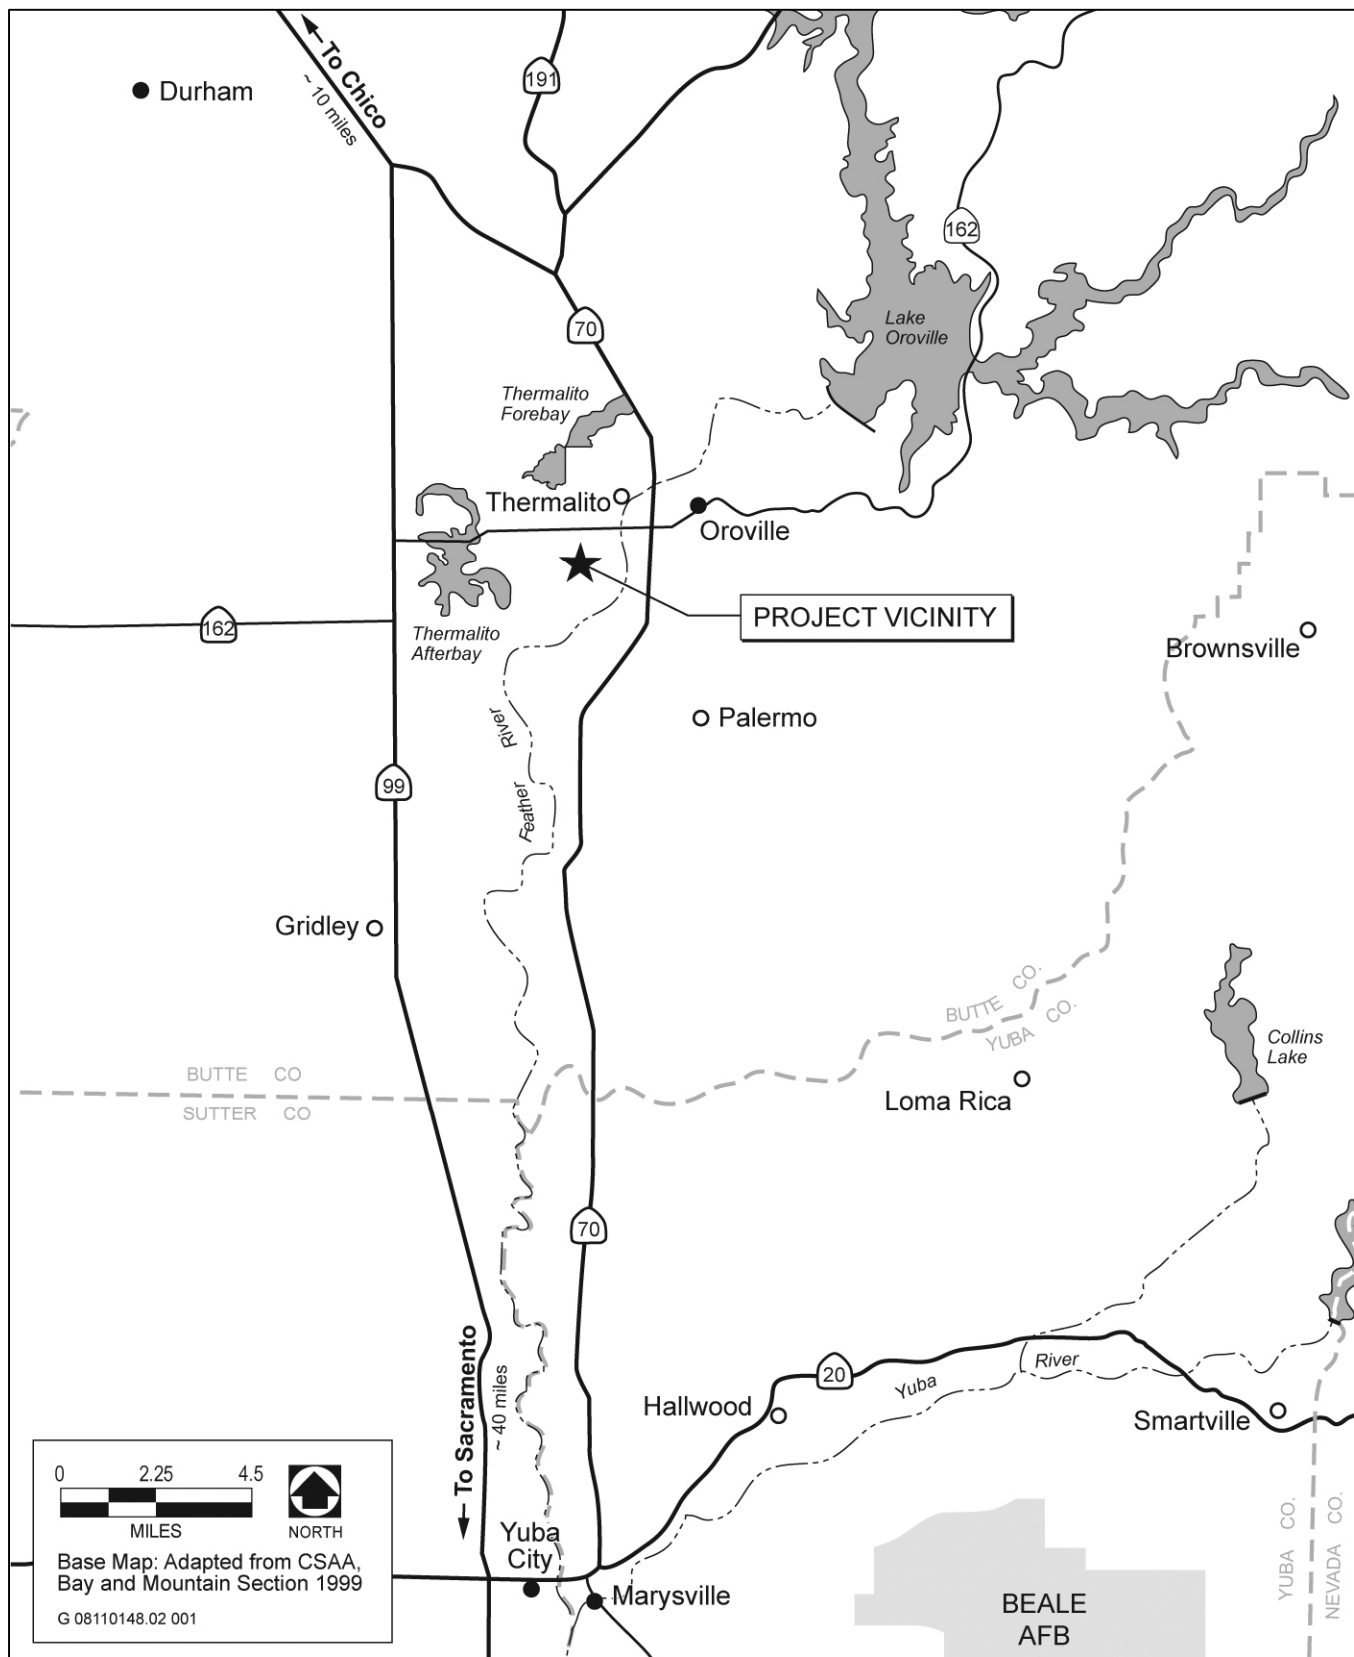 To Chico
~ 10 miles
Durham
191
162
Lake
Oroville
70
Thermalito
Forebay
Thermalito
Oroville
PROJECT VICINITY
162
Thermalito
Afterbay
Brownsville
River
Palermo
99
Feather
Gridley
BUTTE CO.
YUBA CO.
Collins
Lake
BUTTE CO
SUTTER CO
Loma Rica
70
To Sacramento
~ 40 miles
20
River
Yuba
Hallwood
Smartville
0 2.25 4.5
MILES
NORTH
Base Map: Adapted from CSAA,
Bay and Mountain Section 1999
G 08110148.02 001
Yuba
City
Marysville
BEALE
AFB
YUBA CO.
NEVADA CO.